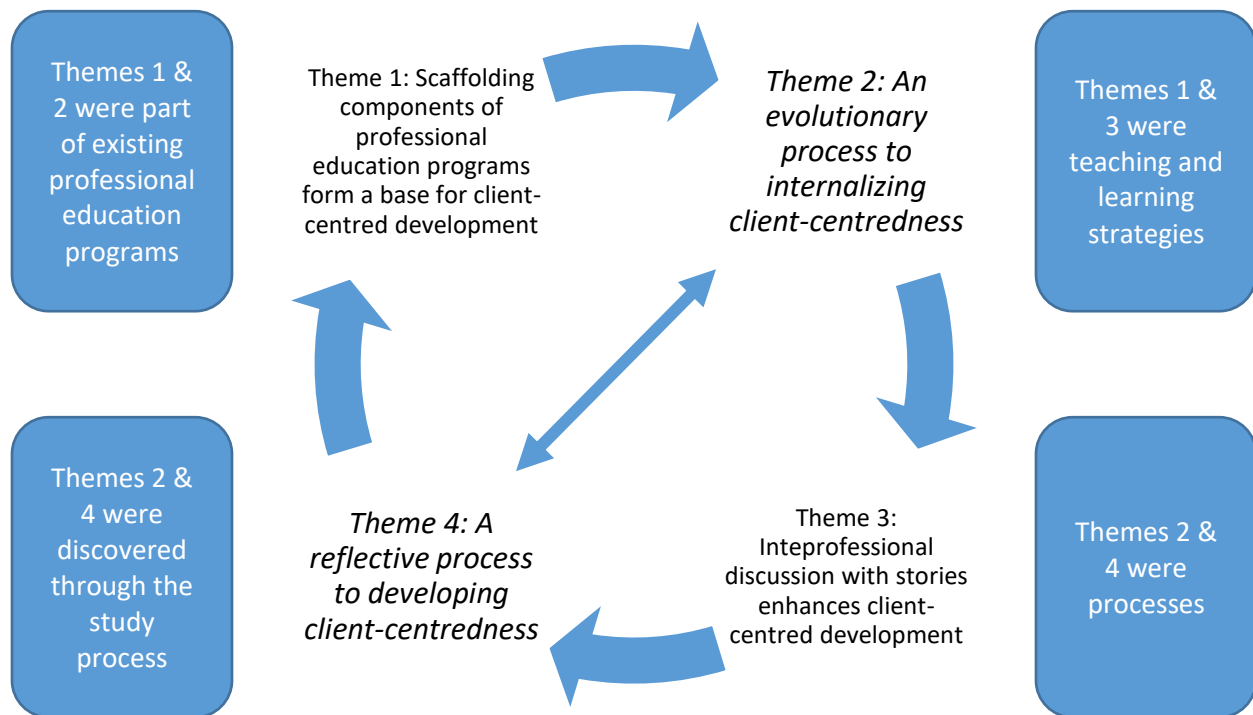 Themes 1 &
2 were part
of existing
professional
education
programs
Theme 1: Scaffolding
components of
professional
education programs
form a base for client-
centred development
Theme 2: An
evolutionary
process to
internalizing
client-centredness
Themes 1 &
3 were
teaching and
learning
strategies
Themes 2 &
4 were
discovered
through the
study
process
Theme 4: A
reflective process
to developing
client-centredness
Theme 3:
Inteprofessional
discussion with stories
enhances client-
centred development
Themes 2 &
4 were
processes